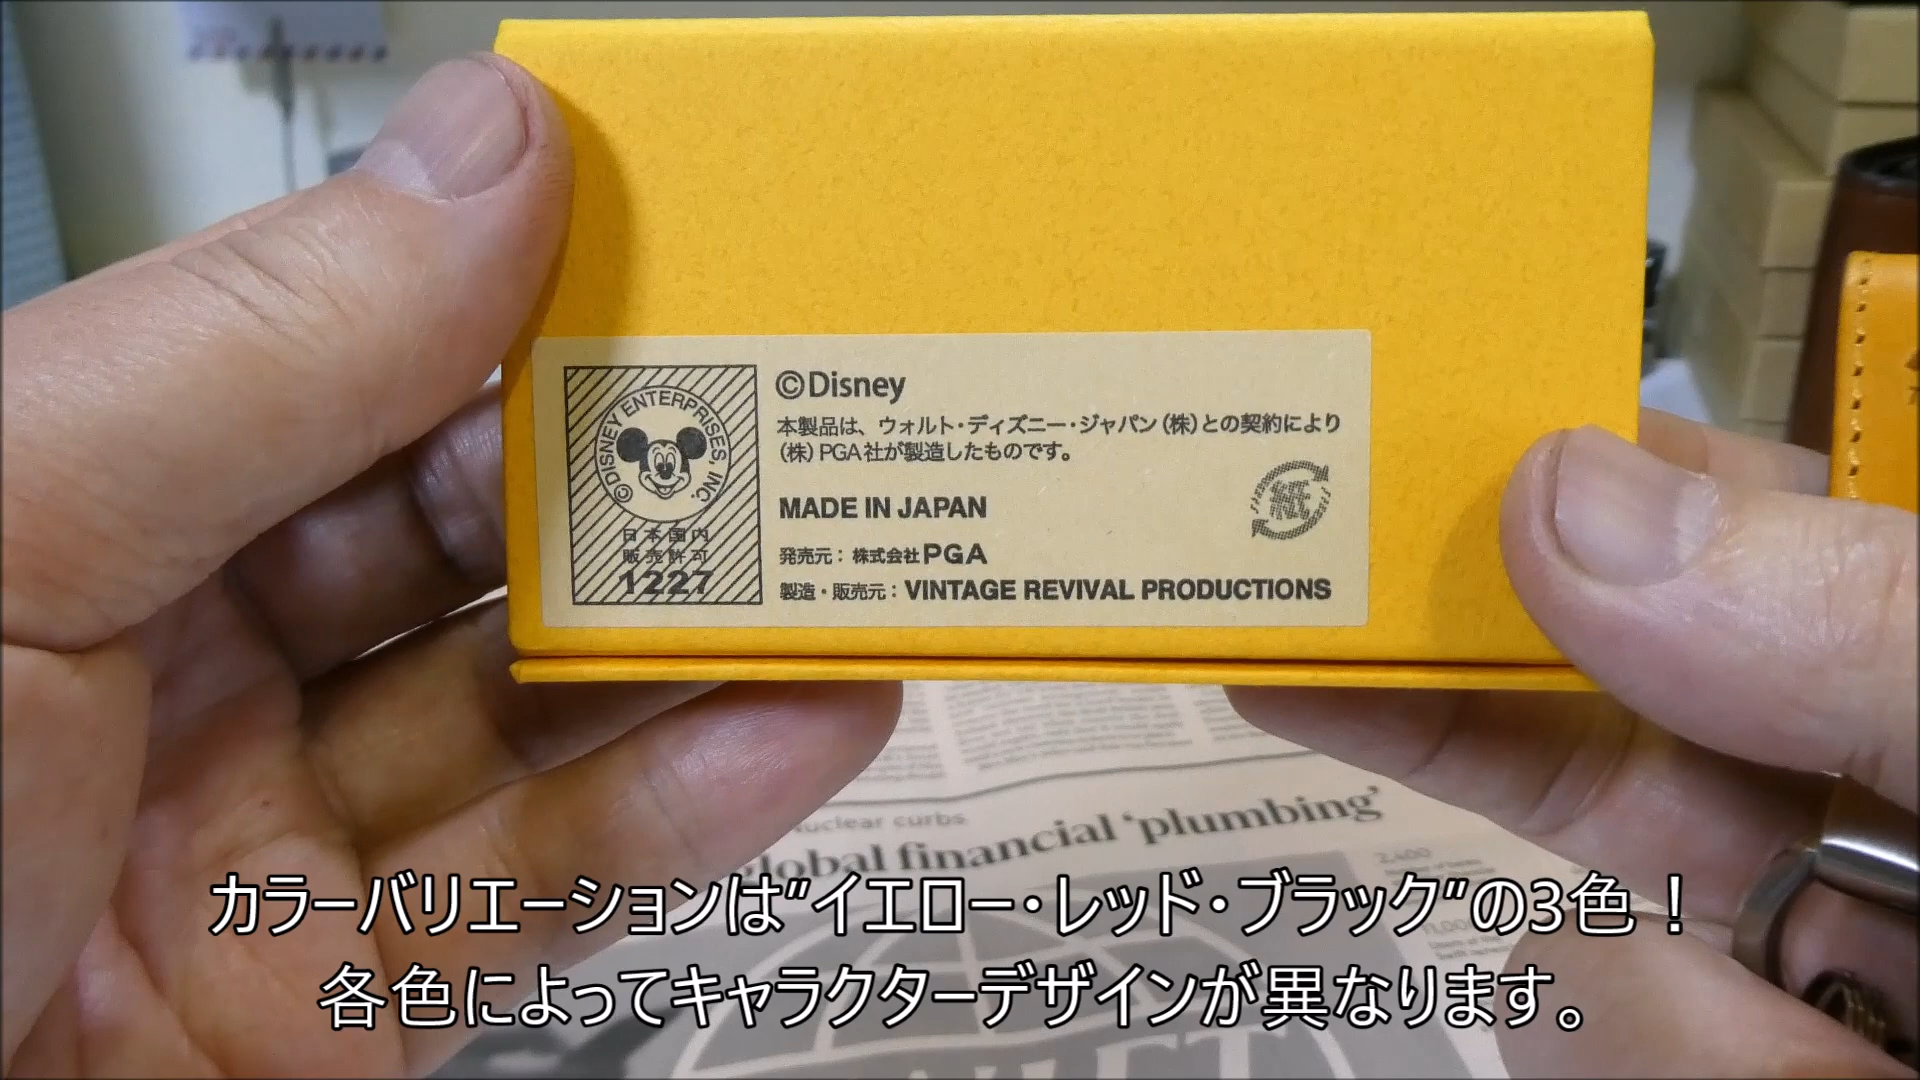 ©DISNEY ENTERPRISES, INC.
日本国内
販売許可
1227
©Disney
本製品は、ウォルト・ディズニー・ジャパン（株）との契約により
（株）PGA社が製造したものです。
MADE IN JAPAN
紙
発売元：株式会社PGA
製造・販売元：VINTAGE REVIVAL PRODUCTIONS
nuclear curbs
global financial ‘plumbing’
2,400
カラーバリエーションは”イエロー・レッド・ブラック“の3色！
各色によってキャラクターデザインが異なります。